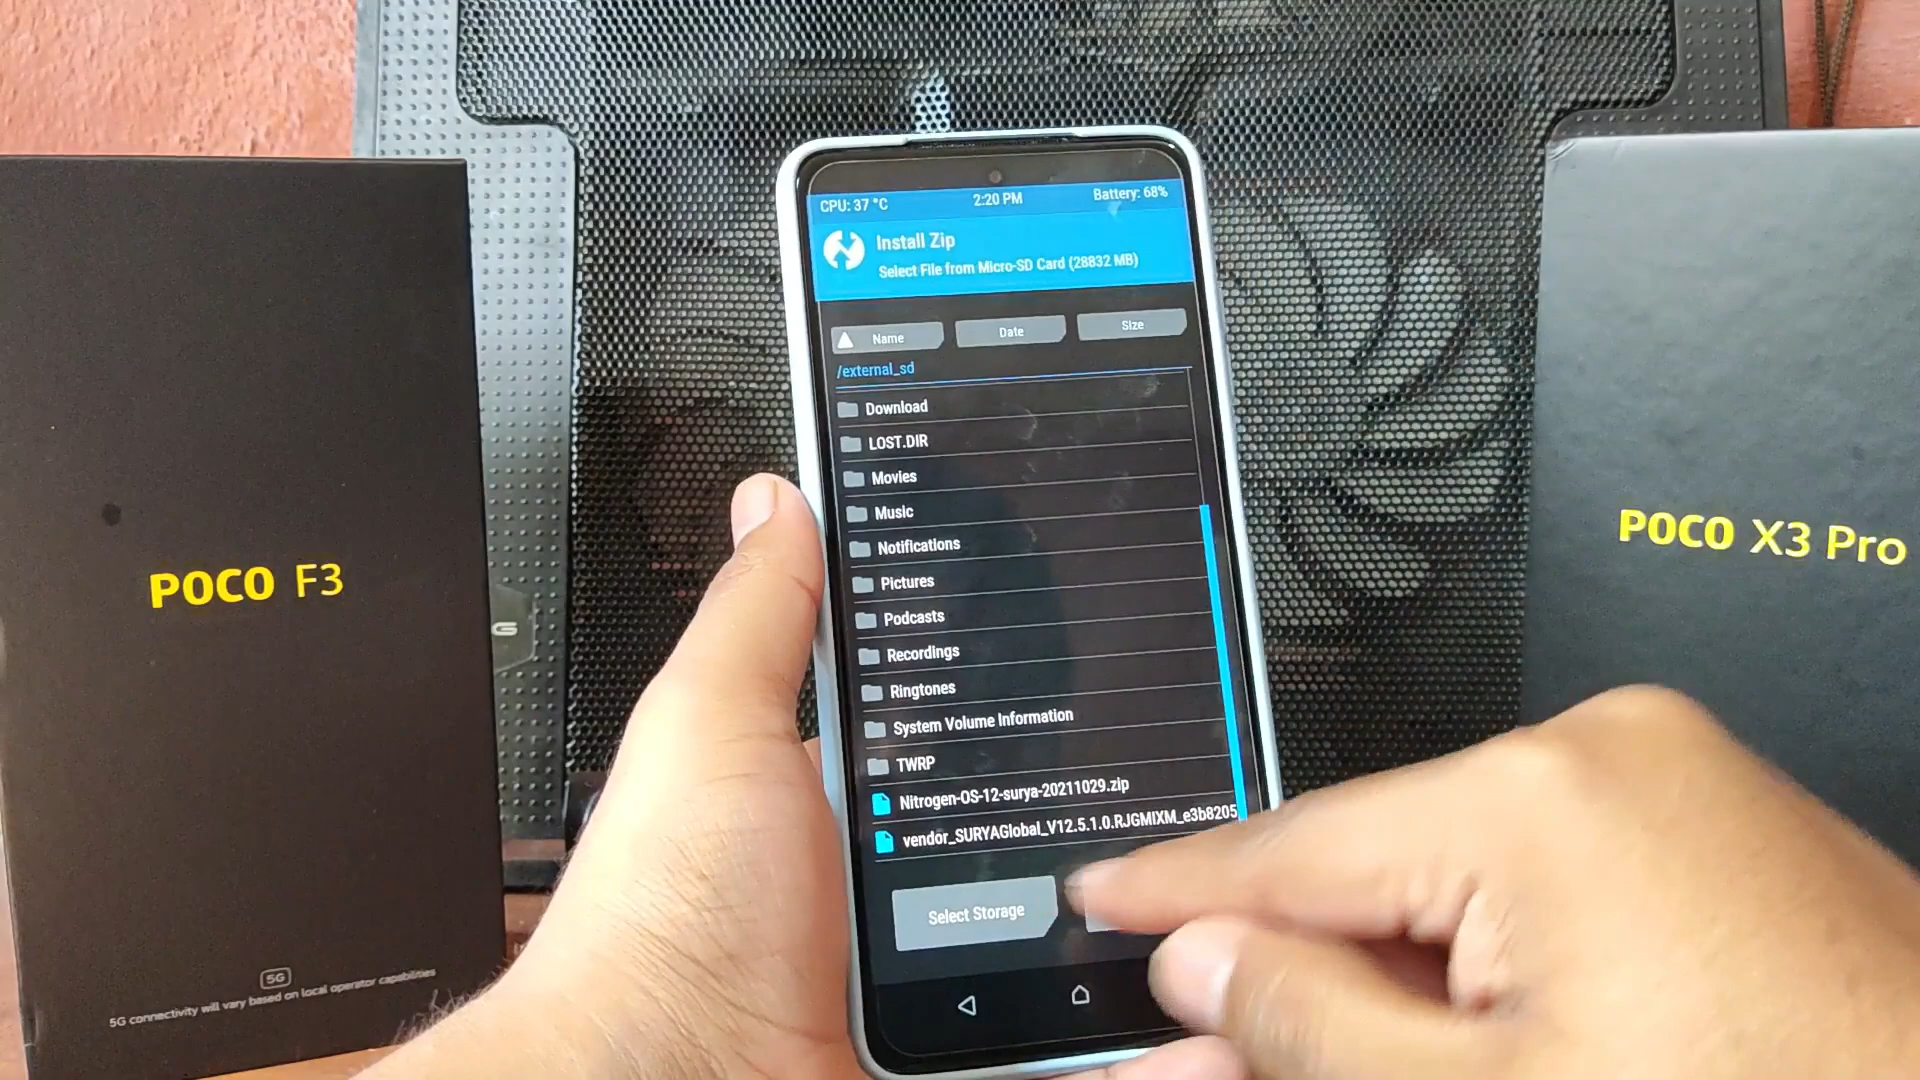 CPU: 37 °C 2:20 PM Battery: 68%
Install Zip
Select File from Micro-SD Card (28832 MB)
Name Date Size
/external_sd
Download
LOST.DIR
Movies
Music
Notifications
Pictures
Podcasts
Recordings
Ringtones
System Volume Information
TWRP
Nitrogen-OS-12-surya-20211029.zip
vendor_SURYAGlobal_V12.5.1.0.RJGMIXM_e3b8205
Select Storage
POCO F3
5G
5G connectivity will vary based on local operator capabilities
POCO X3 Pro